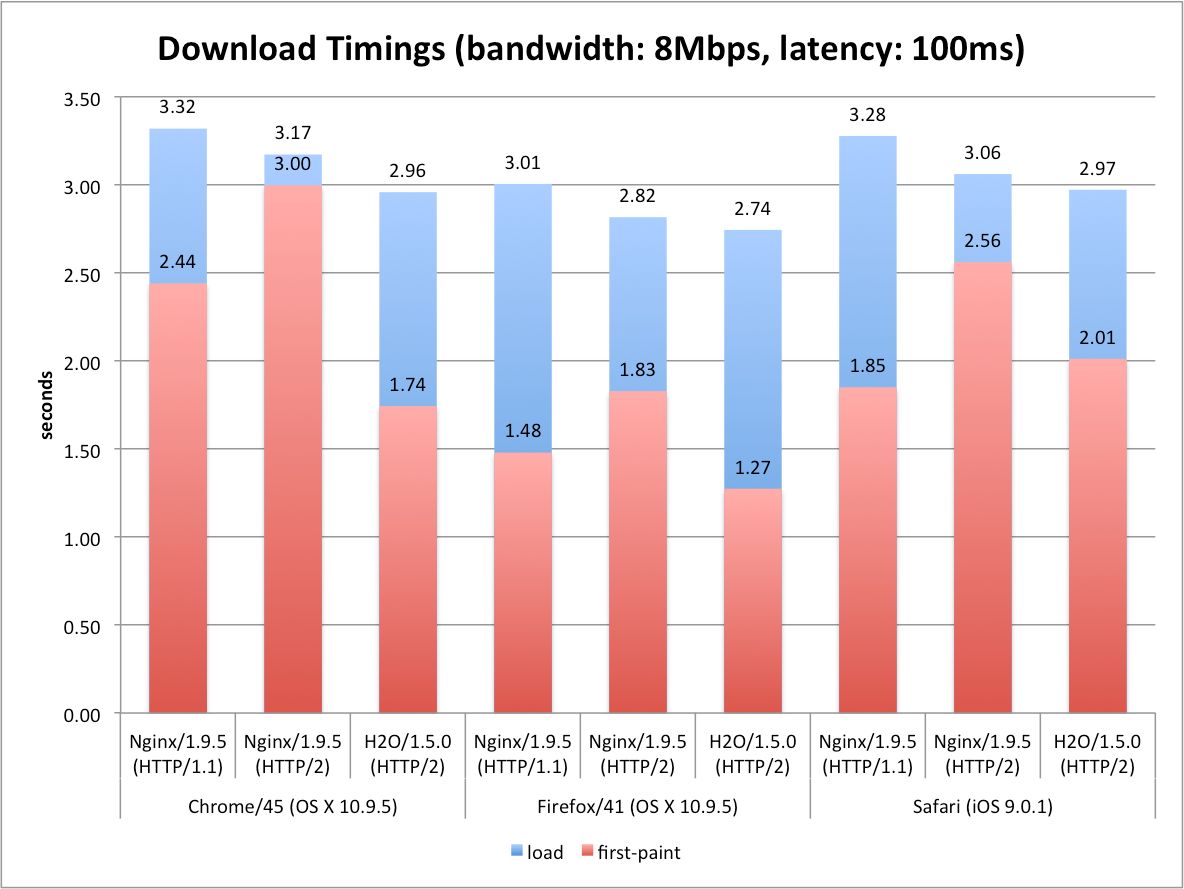 Download Timings (bandwidth: 8Mbps, latency: 100ms)
3.50
3.00
2.50
2.00
1.50
1.00
0.50
0.00
seconds
3.32
2.44
3.17
3.00
2.96
1.74
3.01
1.48
2.82
1.83
2.74
1.27
3.28
1.85
3.06
2.56
2.97
2.01
Nginx/1.9.5
(HTTP/1.1)
Nginx/1.9.5
(HTTP/2)
H2O/1.5.0
(HTTP/2)
Nginx/1.9.5
(HTTP/1.1)
Nginx/1.9.5
(HTTP/2)
H2O/1.5.0
(HTTP/2)
Nginx/1.9.5
(HTTP/1.1)
Nginx/1.9.5
(HTTP/2)
H2O/1.5.0
(HTTP/2)
Chrome/45 (OS X 10.9.5)
Firefox/41 (OS X 10.9.5)
Safari (iOS 9.0.1)
load
first-paint